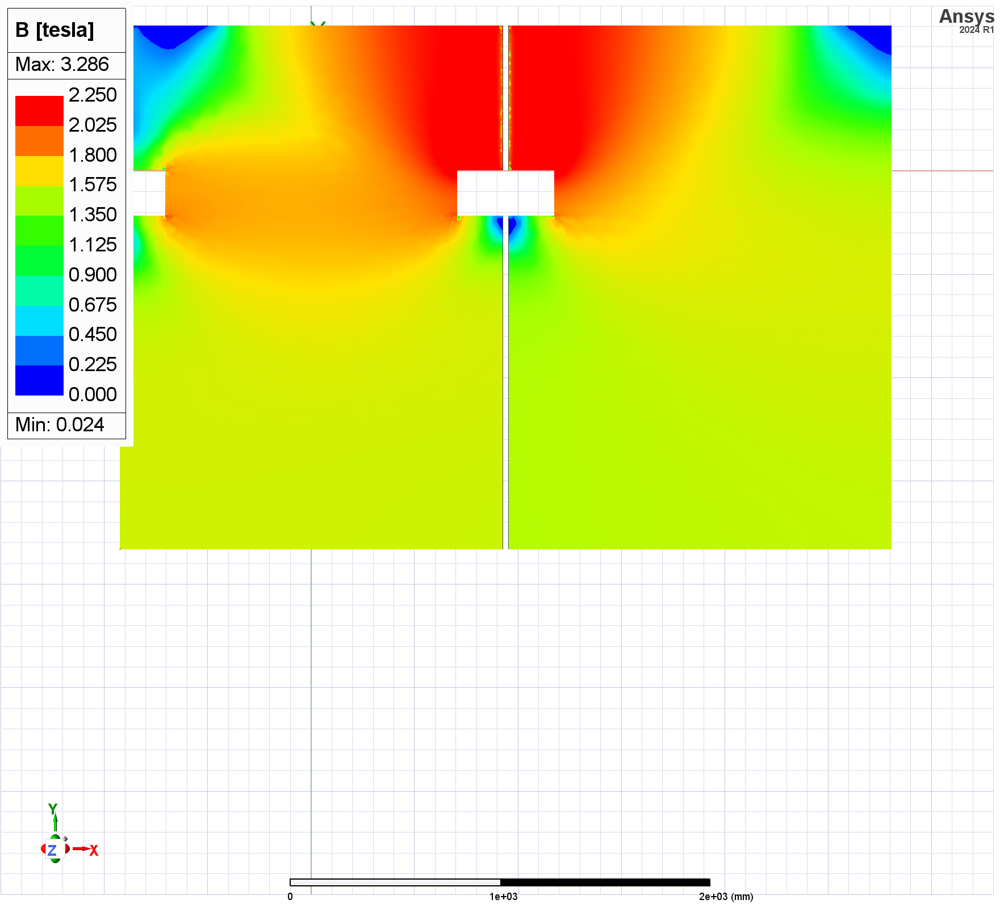 B [tesla]
Max: 3.286
2.250
2.025
1.800
1.575
1.350
1.125
0.900
0.675
0.450
0.225
0.000
Min: 0.024
Ansys
2024 R1
Y
Z
X
0
1e+03
2e+03 (mm)